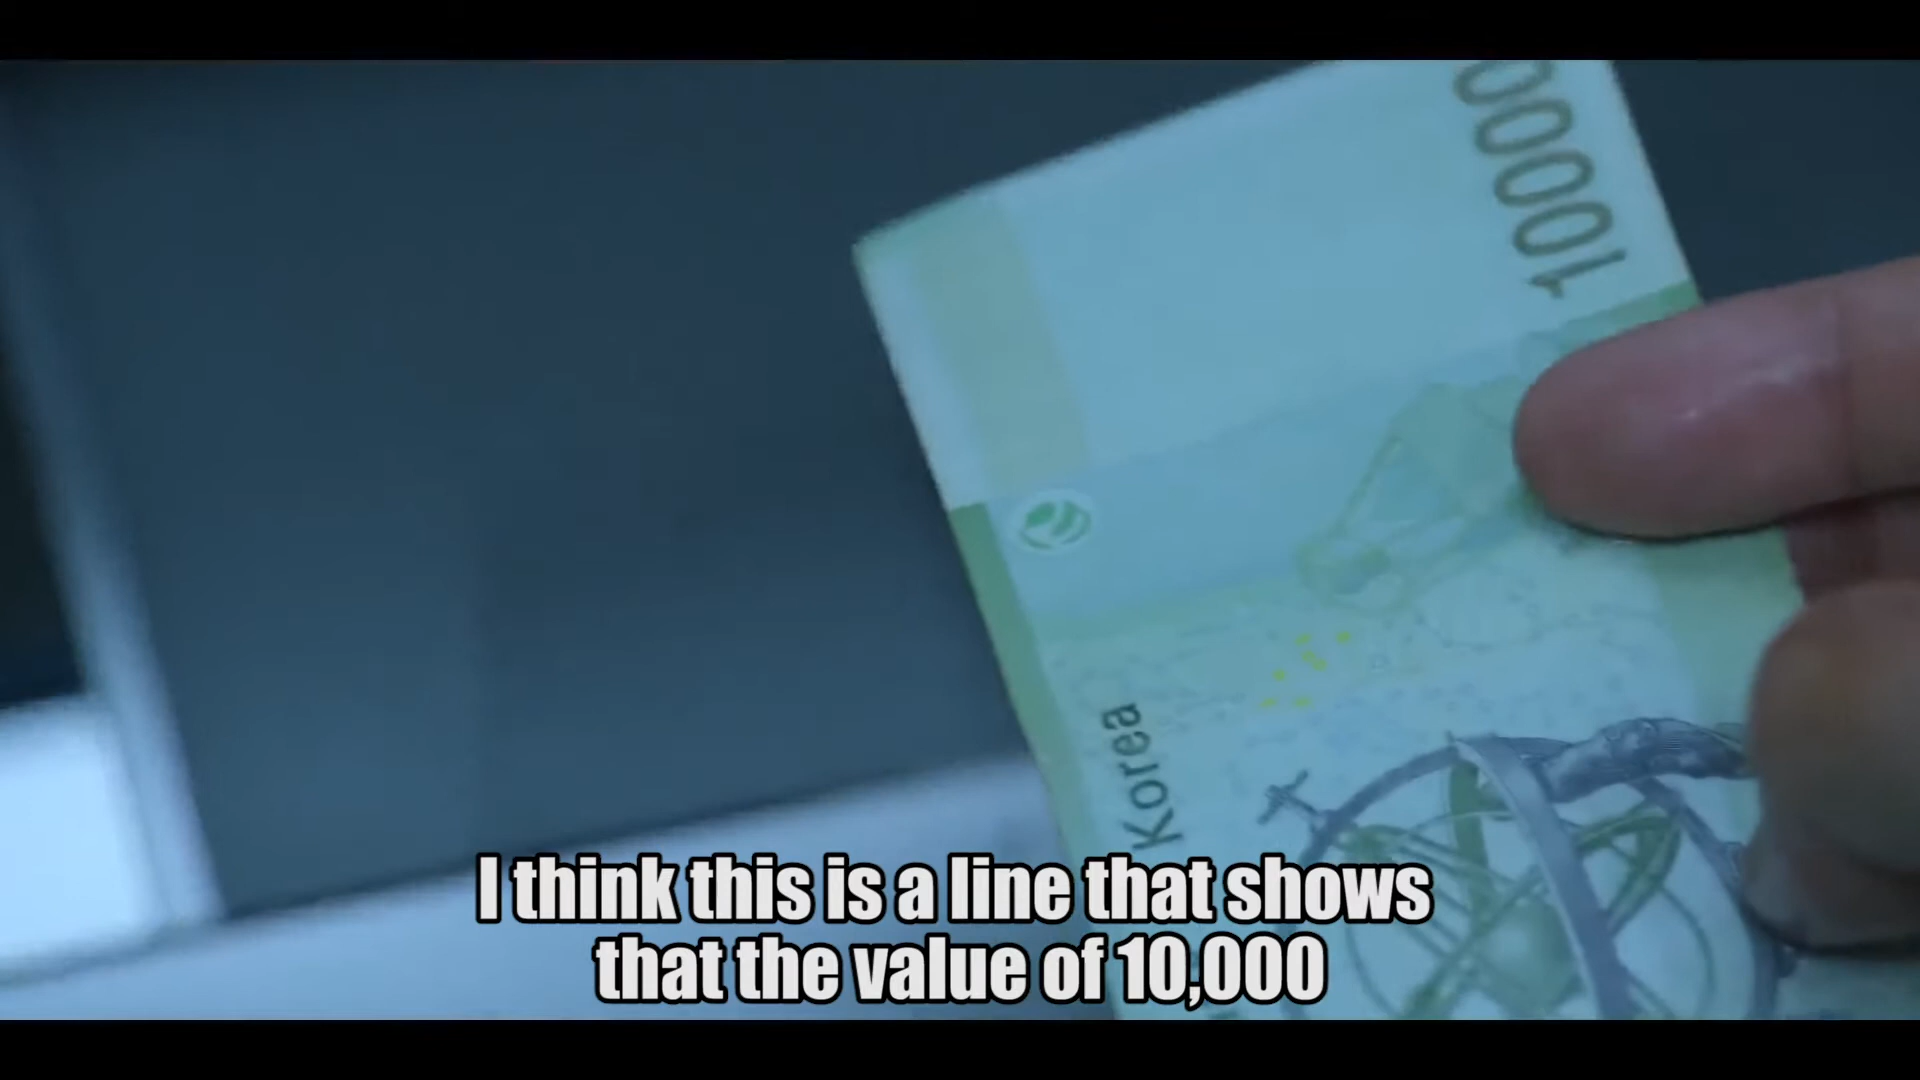 10000
Korea
I think this is a line that shows
that the value of 10,000